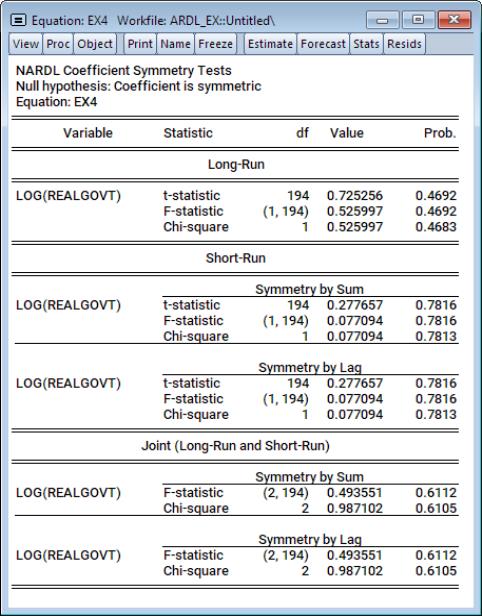 Equation: EX4 Workfile: ARDL_EX::Untitled\
View Proc Object Print Name Freeze Estimate Forecast Stats Resids
NARDL Coefficient Symmetry Tests
Null hypothesis: Coefficient is symmetric
Equation: EX4
Variable Statistic df Value Prob.
Long-Run
LOG(REALGOVT) t-statistic 194 0.725256 0.4692
F-statistic (1, 194) 0.525997 0.4692
Chi-square 1 0.525997 0.4683
Short-Run
Symmetry by Sum
LOG(REALGOVT) t-statistic 194 0.277657 0.7816
F-statistic (1, 194) 0.077094 0.7816
Chi-square 1 0.077094 0.7813
Symmetry by Lag
LOG(REALGOVT) t-statistic 194 0.277657 0.7816
F-statistic (1, 194) 0.077094 0.7816
Chi-square 1 0.077094 0.7813
Joint (Long-Run and Short-Run)
Symmetry by Sum
LOG(REALGOVT) F-statistic (2, 194) 0.493551 0.6112
Chi-square 2 0.987102 0.6105
Symmetry by Lag
LOG(REALGOVT) F-statistic (2, 194) 0.493551 0.6112
Chi-square 2 0.987102 0.6105